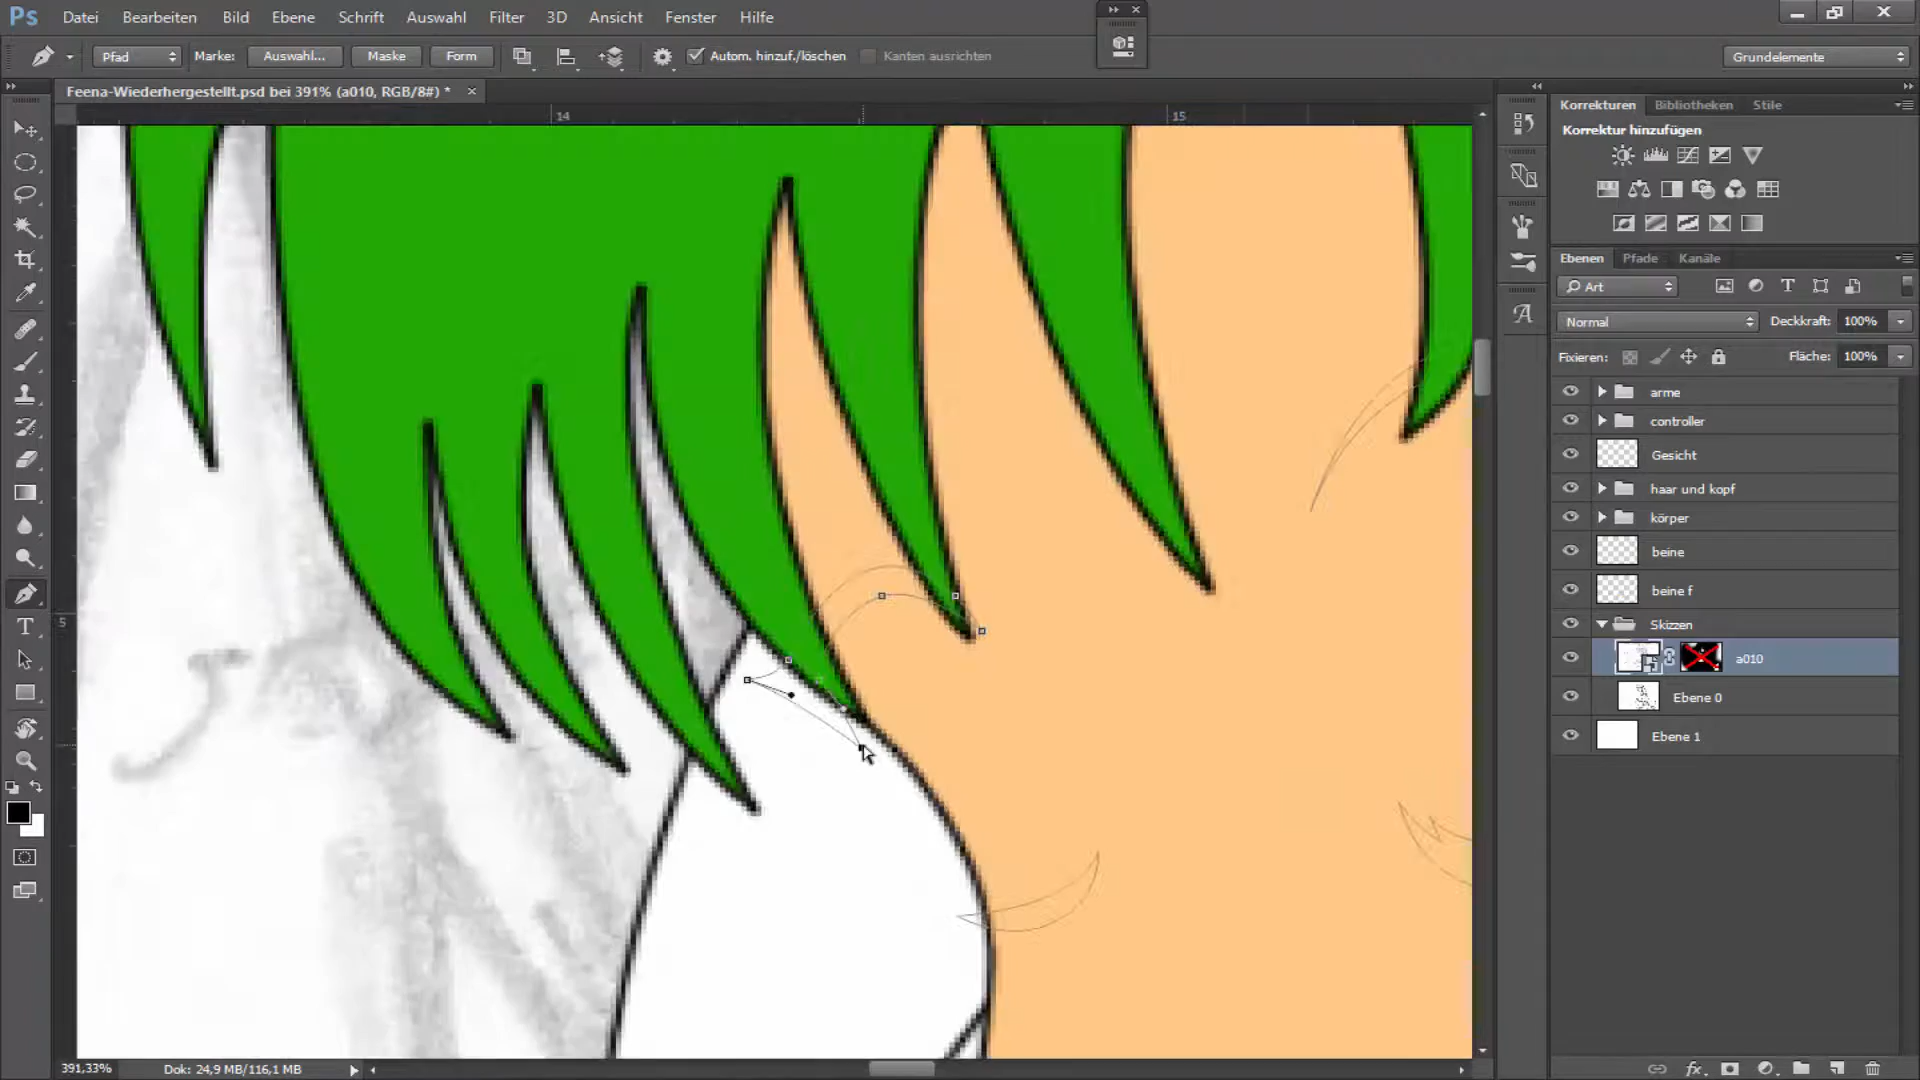 Ps Datei Bearbeiten Bild Ebene Schrift Auswahl Filter 3D Ansicht Fenster Hilfe
Pfad Marke: Auswahl... Maske Form Autom. hinzuf./löschen Kanten ausrichten Grundelemente
Feena-Wiederhergestellt.psd bei 391% (a010, RGB/8#) *
14 15
5
Korrekturen Bibliotheken Stile
Korrektur hinzufügen
Ebenen Pfade Kanäle
Art
Normal Deckkraft: 100%
Fixieren: Fläche: 100%
arme
controller
Gesicht
haar und kopf
körper
beine
beine f
Skizzen
a010
Ebene 0
Ebene 1
391,33% Dok: 24,9 MB/116,1 MB